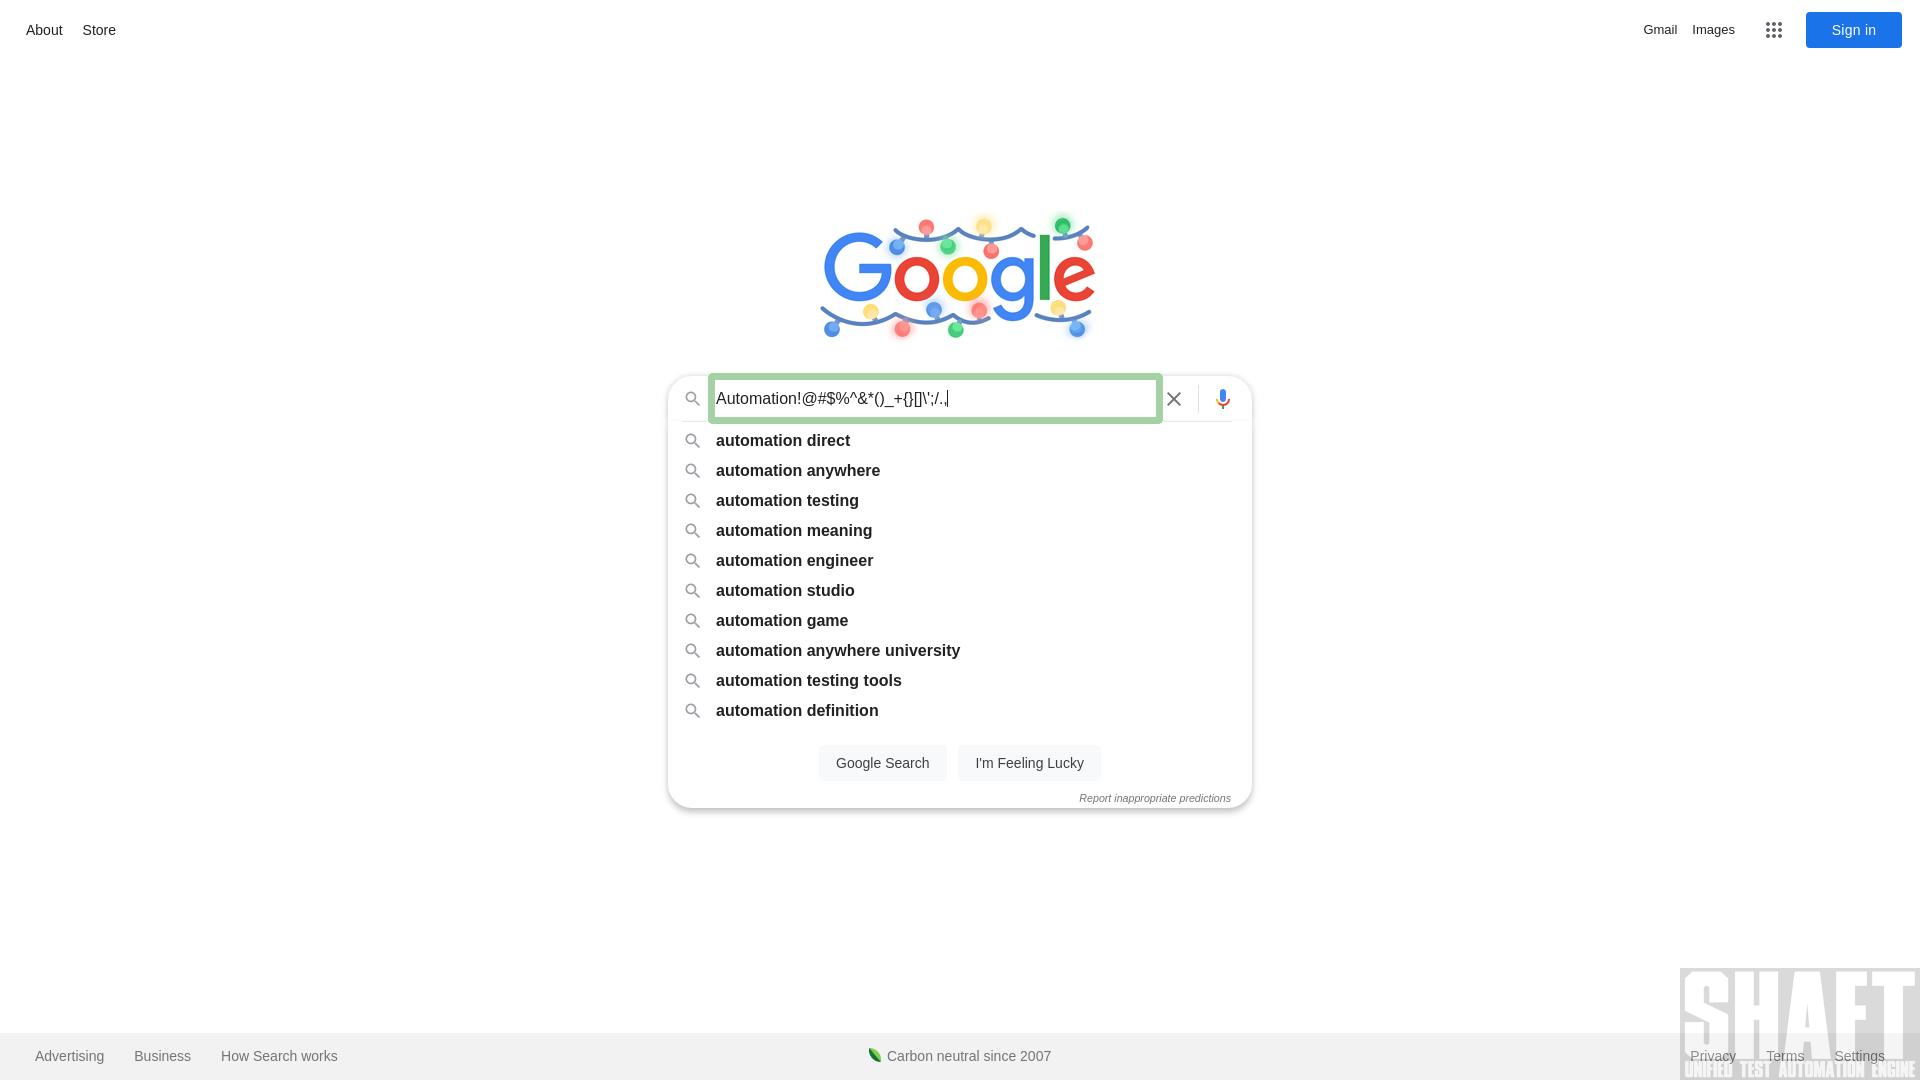 About Store Gmail Images Sign in
Google
Automation!@#$%^&*()_+{}[]\';/.,
automation direct
automation anywhere
automation testing
automation meaning
automation engineer
automation studio
automation game
automation anywhere university
automation testing tools
automation definition
Google Search I'm Feeling Lucky
Report inappropriate predictions
SHAFT
Advertising Business How Search works Carbon neutral since 2007 Privacy Terms Settings
UNIFIED TEST AUTOMATION ENGINE